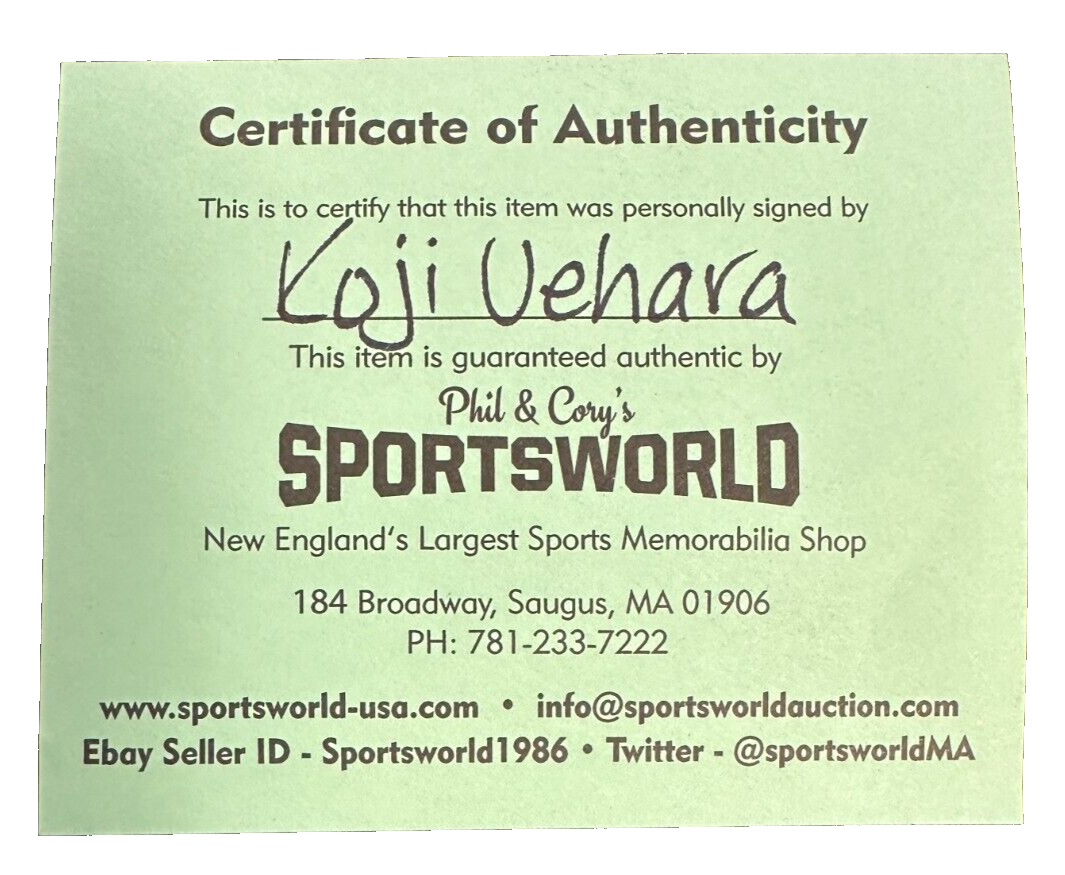 Certificate of Authenticity
This is to certify that this item was personally signed by
Koji Uehara
This item is guaranteed authentic by
Phil & Cory's
SPORTSWORLD
New England's Largest Sports Memorabilia Shop
184 Broadway, Saugus, MA 01906
PH: 781-233-7222
www.sportsworld-usa.com • info@sportsworldauction.com
Ebay Seller ID - Sportsworld1986 • Twitter - @sportsworldMA